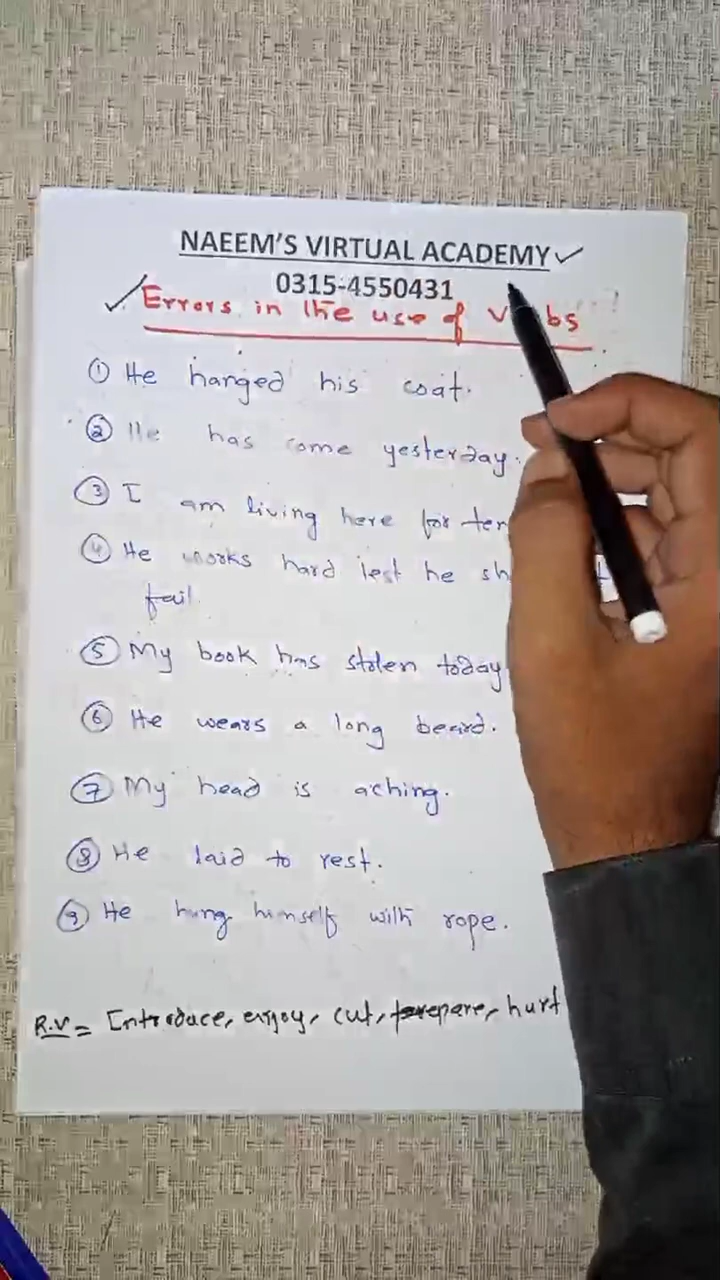 NAEEM'S VIRTUAL ACADEMY
0315-4550431
Errors in the use of
① He hanged his coat.
② He has come yesterday.
③ I am living here for ten
④ He works hard lest he
fail.
⑤ My book has stolen today
⑥ He wears a long beard.
⑦ My head is aching.
⑧ He laid to rest.
⑨ He hung himself with rope.
R.V = Introduce, enjoy, cut, prepare, hurt